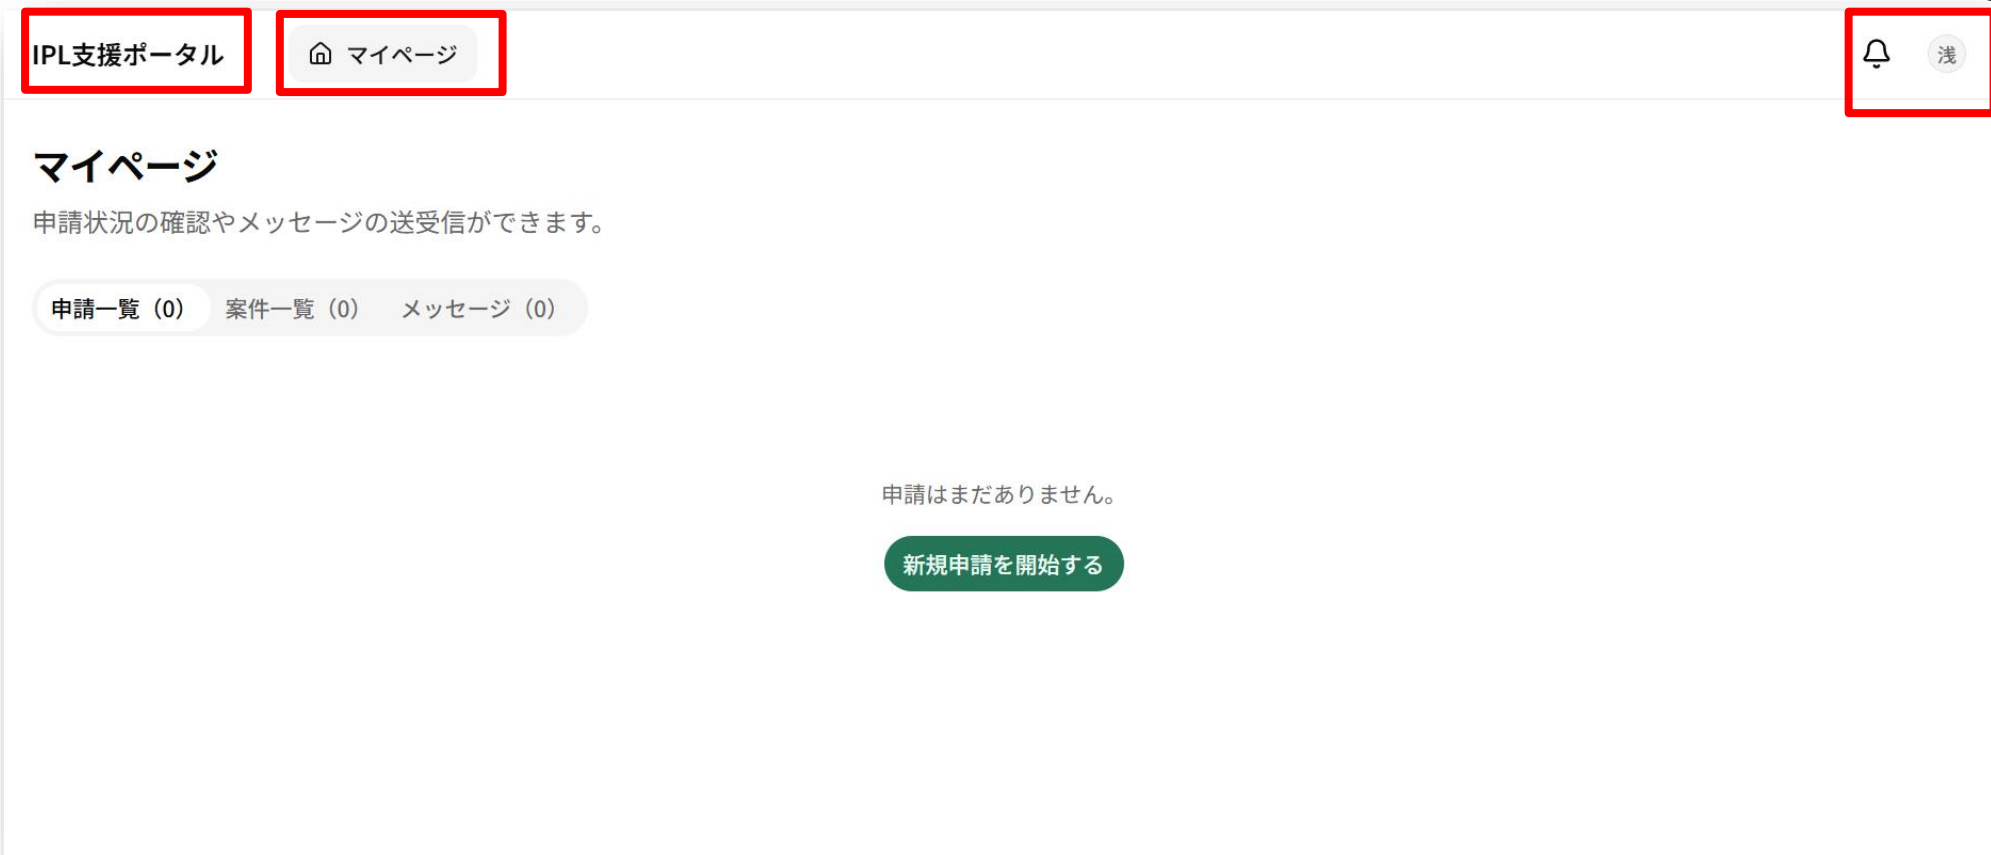 IPL支援ポータル
マイページ
浅
マイページ
申請状況の確認やメッセージの送受信ができます。
申請一覧（0） 案件一覧（0） メッセージ（0）
申請はまだありません。
新規申請を開始する